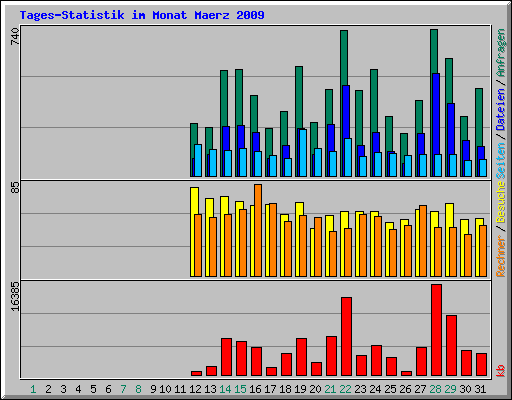 Tages-Statistik im Monat Maerz 2009
740
85
16385
Rechner / Besuche Seiten / Dateien / Anfragen
kb
1 2 3 4 5 6 7 8 9 10 11 12 13 14 15 16 17 18 19 20 21 22 23 24 25 26 27 28 29 30 31